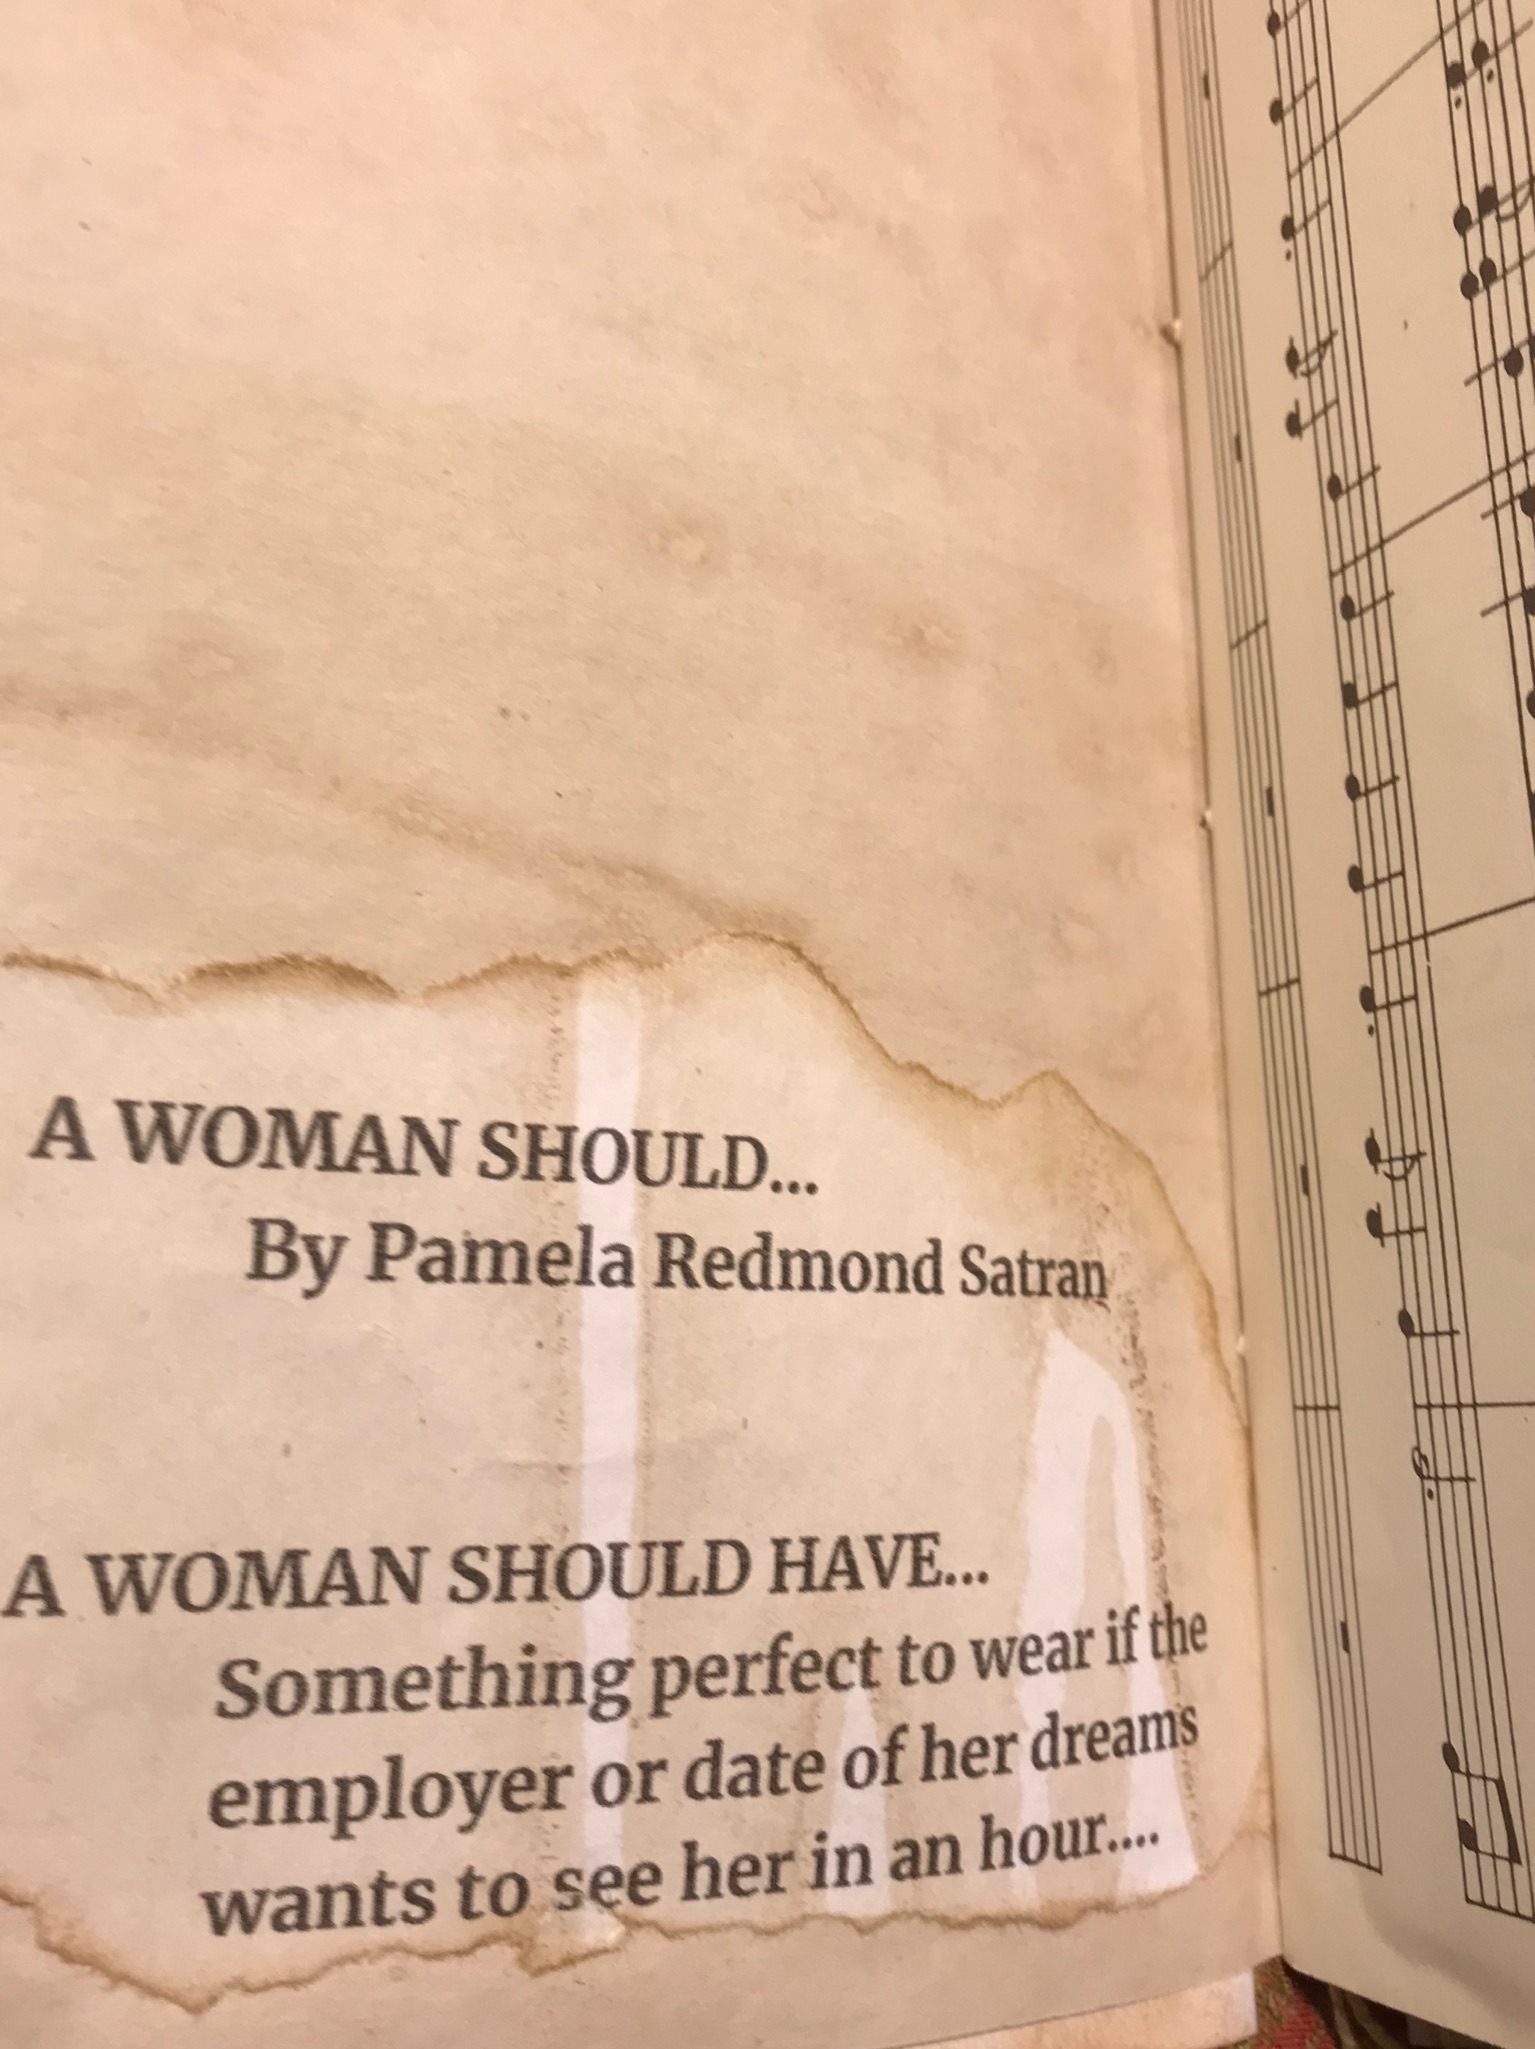 A WOMAN SHOULD...
By Pamela Redmond Satran
A WOMAN SHOULD HAVE...
Something perfect to wear if the
employer or date of her dreams
wants to see her in an hour....